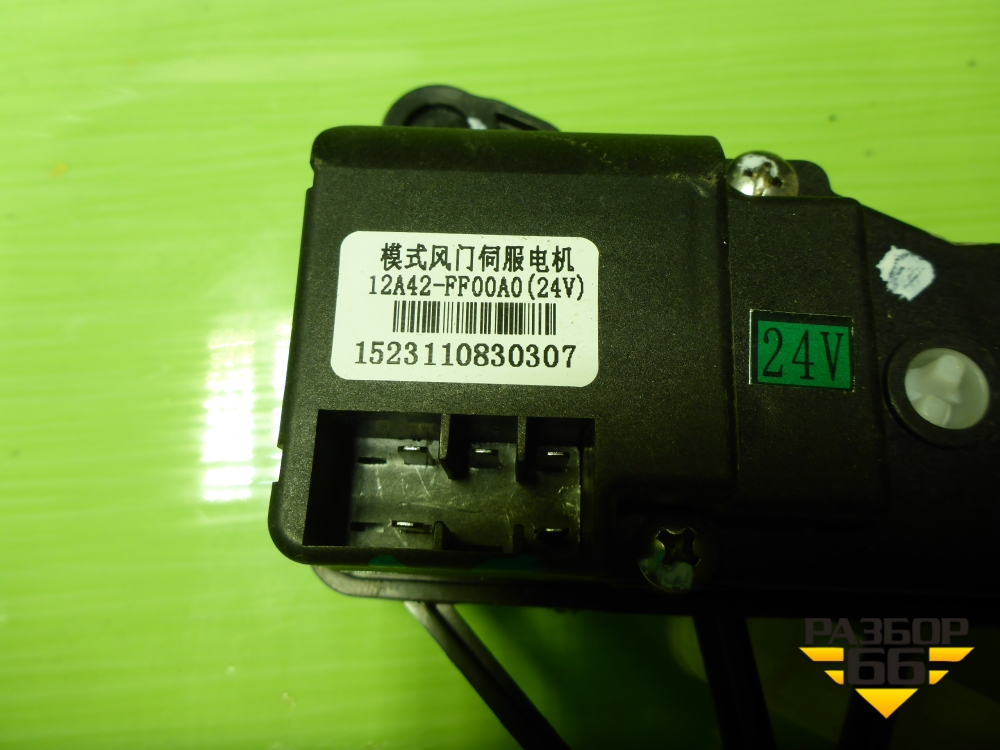 模式风门伺服电机
12A42-FF00A0(24V)
1523110830307
24V
РАЗБОР
66